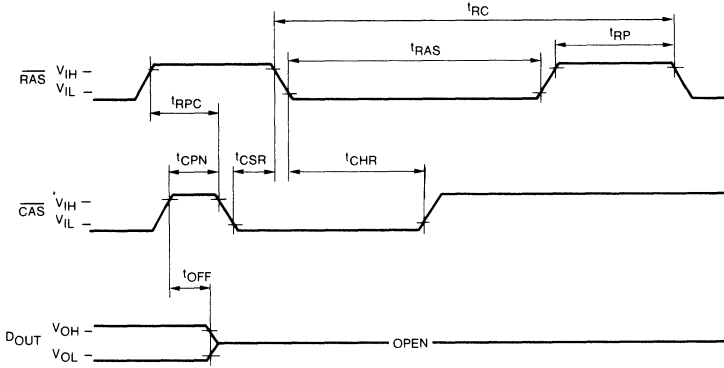 tRC
tRP
tRAS
RAS
VIH
VIL
tRPC
tCPN
tCSR
tCHR
CAS
VIH
VIL
tOFF
DOUT
VOH
VOL
OPEN